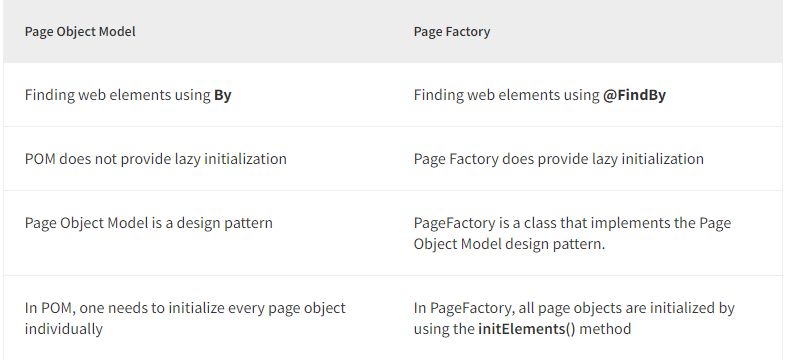 Page Object Model
Page Factory
Finding web elements using By
Finding web elements using @FindBy
POM does not provide lazy initialization
Page Factory does provide lazy initialization
Page Object Model is a design pattern
PageFactory is a class that implements the Page
Object Model design pattern.
In POM, one needs to initialize every page object
individually
In PageFactory, all page objects are initialized by
using the initElements() method